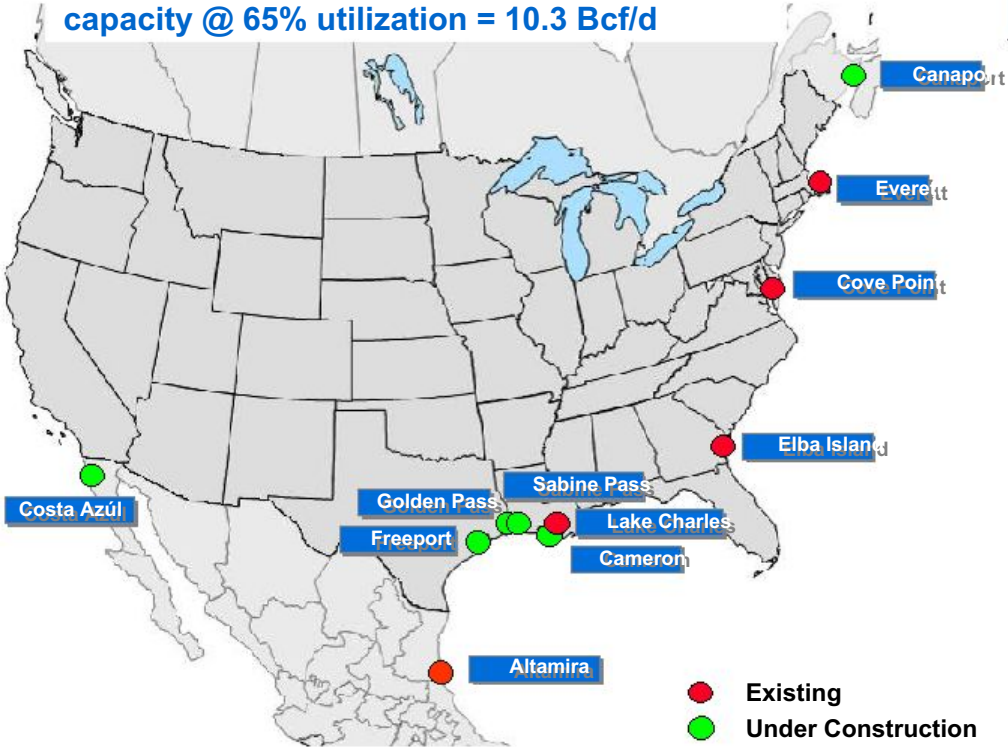 capacity @ 65% utilization = 10.3 Bcf/d
Canaport
Everett
Cove Point
Elba Island
Sabine Pass
Golden Pass
Costa Azúl
Lake Charles
Freeport
Cameron
Altamira
Existing
Under Construction